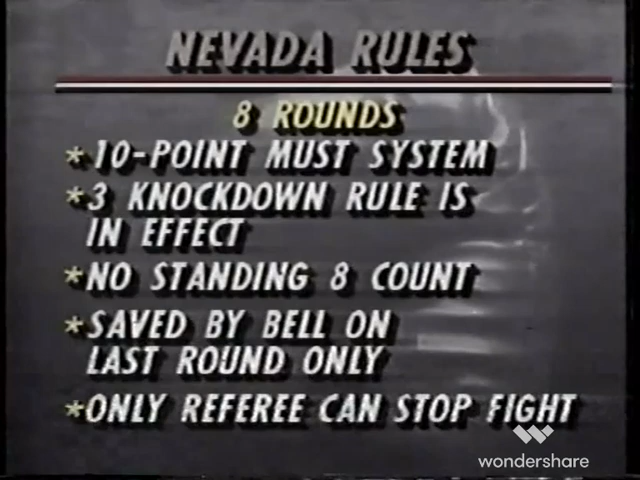 NEVADA RULES
8 ROUNDS
*10-POINT MUST SYSTEM
*3 KNOCKDOWN RULE IS
IN EFFECT
*NO STANDING 8 COUNT
*SAVED BY BELL ON
LAST ROUND ONLY
*ONLY REFEREE CAN STOP FIGHT
wondershare